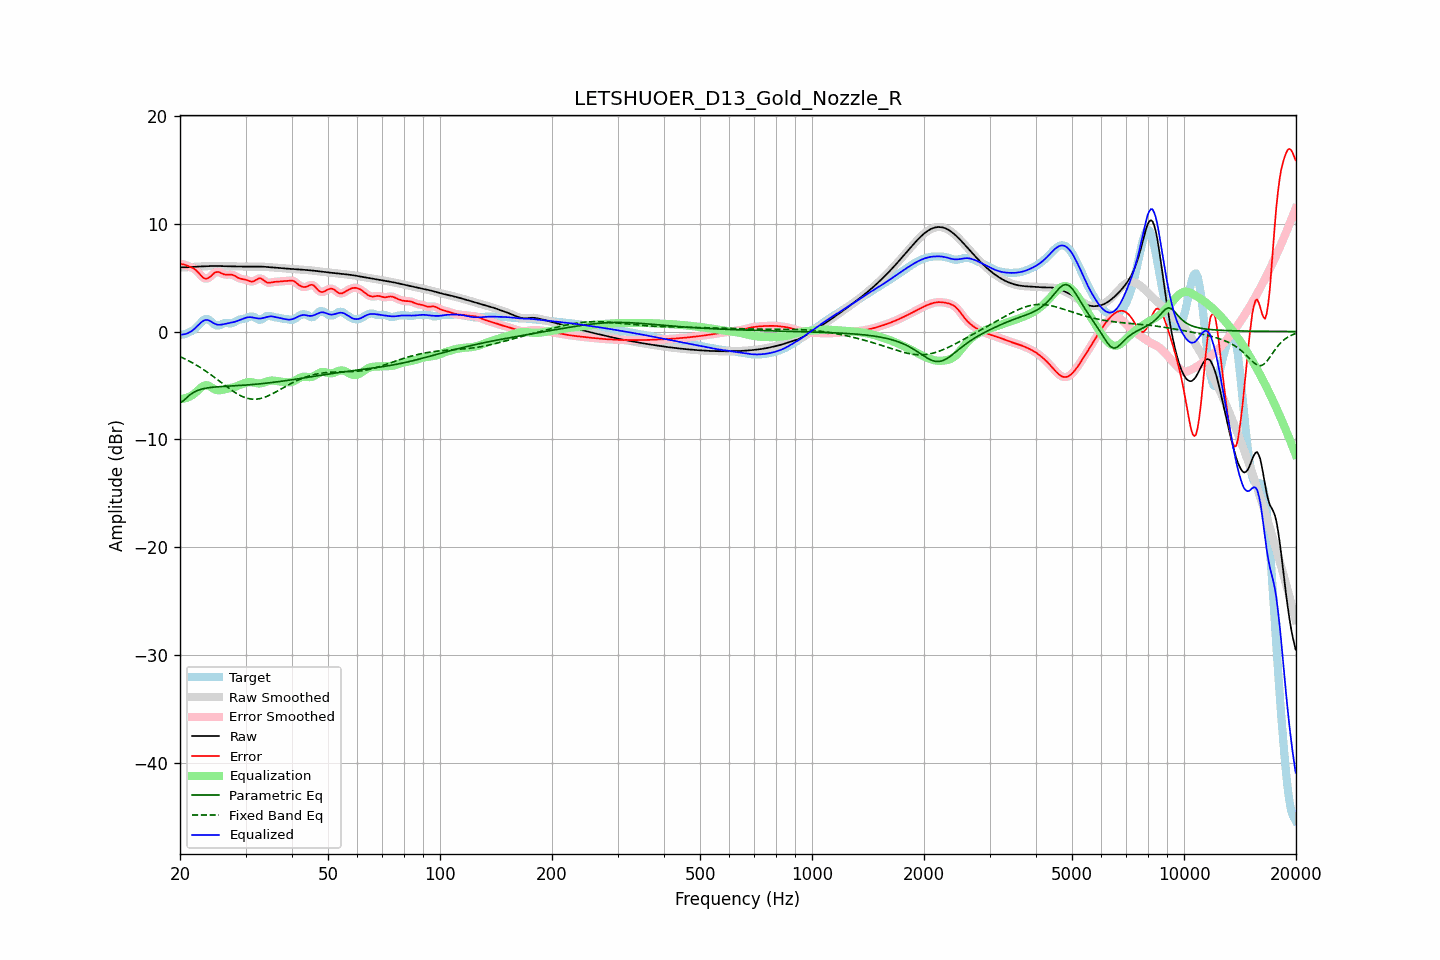 LETSHUOER_D13_Gold_Nozzle_R
20
10
0
−10
−20
−30
−40
Amplitude (dBr)
Target
Raw Smoothed
Error Smoothed
Raw
Error
Equalization
Parametric Eq
Fixed Band Eq
Equalized
20
50
100
200
500
1000
2000
5000
10000
20000
Frequency (Hz)